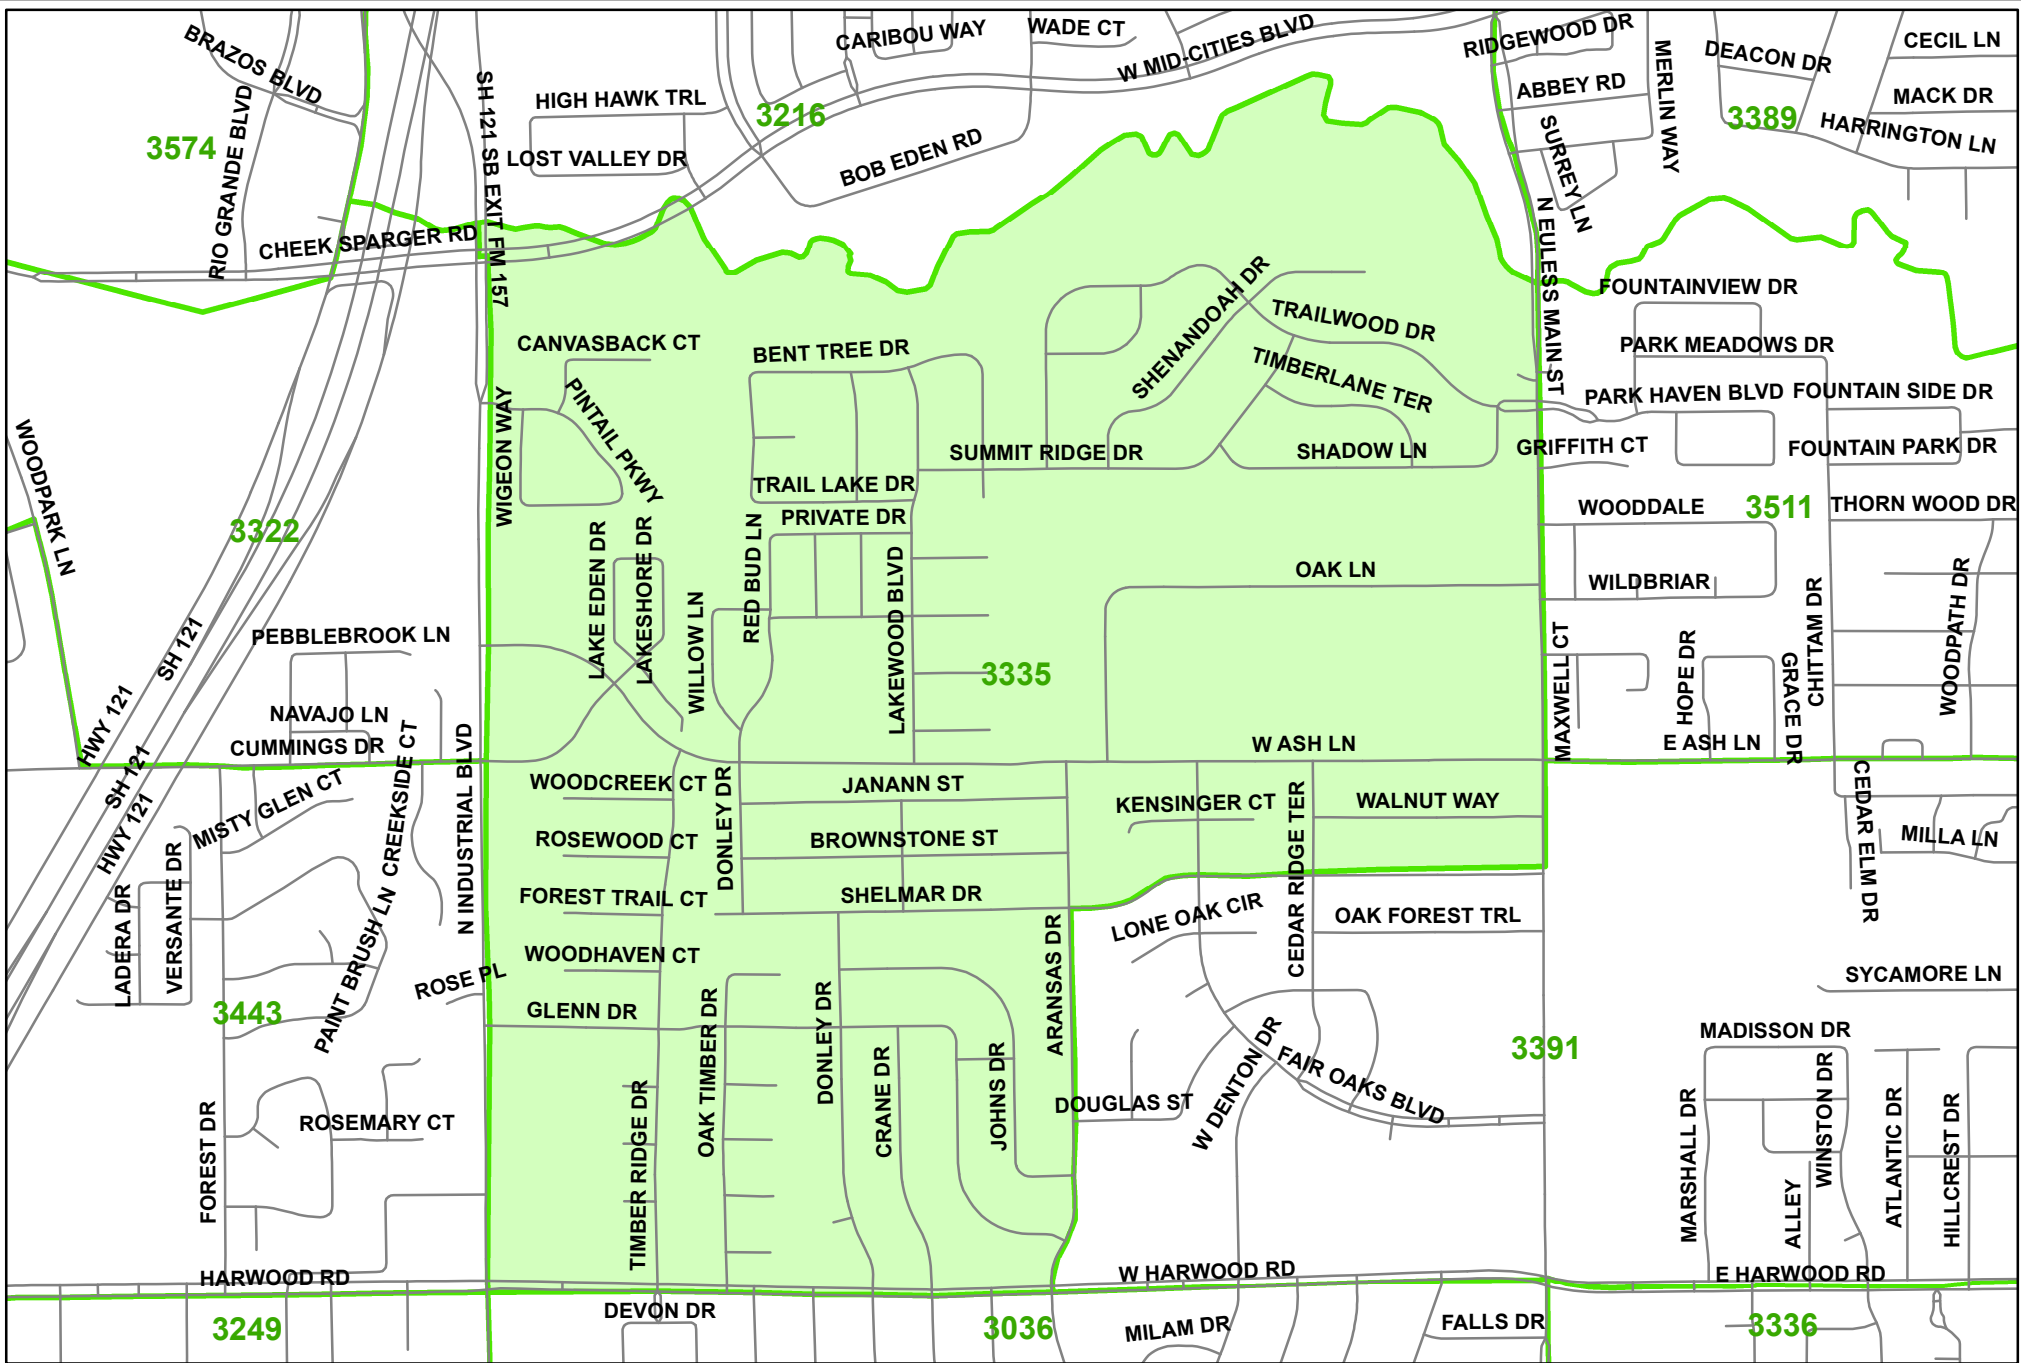 BRAZOS BLVD
CARIBOU WAY
WADE CT
W MID-CITIES BLVD
RIDGEWOOD DR
MERLIN WAY
DEACON DR
CECIL LN
SH 121 SB EXIT FM 157
HIGH HAWK TRL
3216
ABBEY RD
MACK DR
3574
RIO GRANDE BLVD
LOST VALLEY DR
BOB EDEN RD
SURREY LN
3389
HARRINGTON LN
CHEEK SPARGER RD
N EULESS MAIN ST
SHENANDOAH DR
FOUNTAINVIEW DR
TRAILWOOD DR
CANVASBACK CT
BENT TREE DR
TIMBERLANE TER
PARK MEADOWS DR
PINTAIL PKWY
PARK HAVEN BLVD
FOUNTAIN SIDE DR
WIGEON WAY
WOODPARK LN
SUMMIT RIDGE DR
SHADOW LN
GRIFFITH CT
FOUNTAIN PARK DR
TRAIL LAKE DR
3322
PRIVATE DR
WOODDALE
3511
THORN WOOD DR
LAKE EDEN DR
LAKESHORE DR
RED BUD LN
LAKEWOOD BLVD
OAK LN
WILDBRIAR
WOODPATH DR
CHITTAM DR
PEBBLEBROOK LN
SH 121
WILLOW LN
3335
MAXWELL CT
HOPE DR
GRACE DR
HWY 121
NAVAJO LN
CUMMINGS DR
CREEKSIDE CT
N INDUSTRIAL BLVD
W ASH LN
E ASH LN
SH 121
MISTY GLEN CT
WOODCREEK CT
DONLEY DR
JANANN ST
KENSINGER CT
CEDAR RIDGE TER
WALNUT WAY
CEDAR ELM DR
HWY 121
ROSEWOOD CT
BROWNSTONE ST
MILLA LN
LADERA DR
VERSANTE DR
FOREST TRAIL CT
SHELMAR DR
LONE OAK CIR
OAK FOREST TRL
PAINT BRUSH LN
WOODHAVEN CT
ARANSAS DR
ROSE PL
SYCAMORE LN
3443
GLENN DR
OAK TIMBER DR
DONLEY DR
CRANE DR
JOHNS DR
3391
MADISSON DR
W DENTON DR
FAIR OAKS BLVD
FOREST DR
ROSEMARY CT
TIMBER RIDGE DR
DOUGLAS ST
MARSHALL DR
WINSTON DR
ATLANTIC DR
HILLCREST DR
ALLEY
HARWOOD RD
W HARWOOD RD
E HARWOOD RD
DEVON DR
3249
3036
MILAM DR
FALLS DR
3336